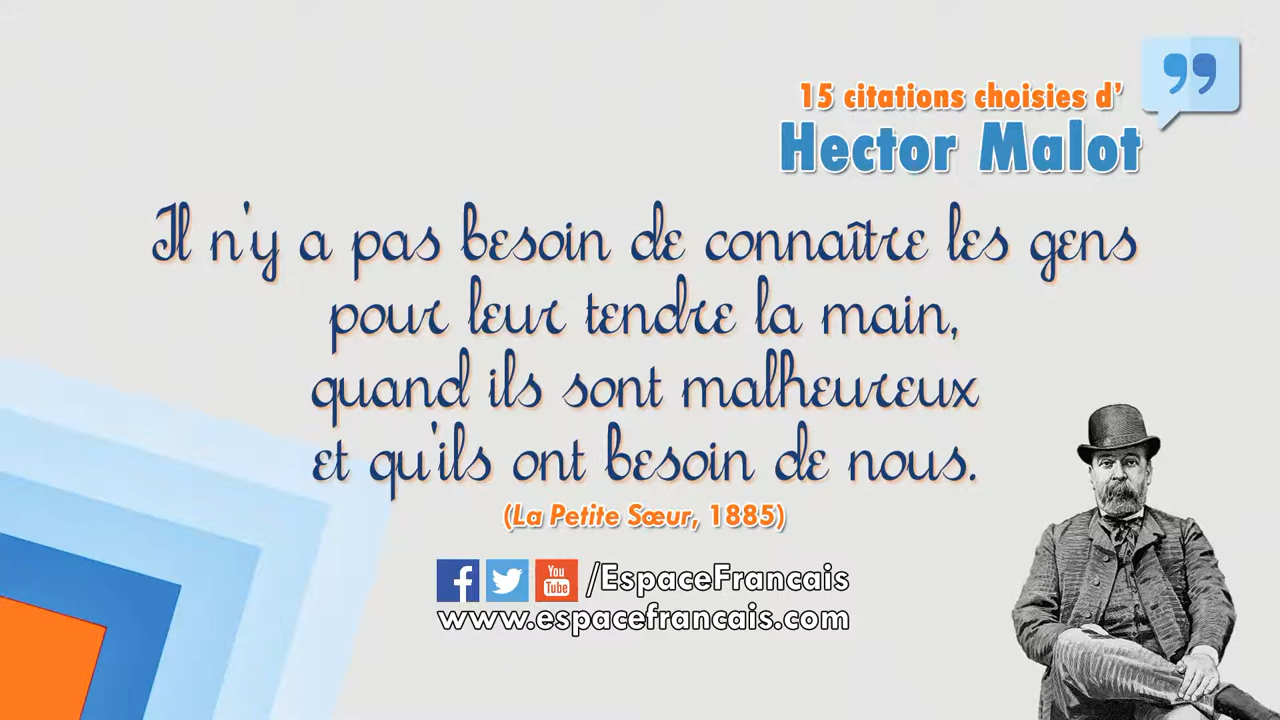 15 citations choisies d'
Hector Malot
Il n'y a pas besoin de connaître les gens
pour leur tendre la main,
quand ils sont malheureux
et qu'ils ont besoin de nous.
(La Petite Sœur, 1885)
You Tube /EspaceFrancais
www.espacefrancais.com